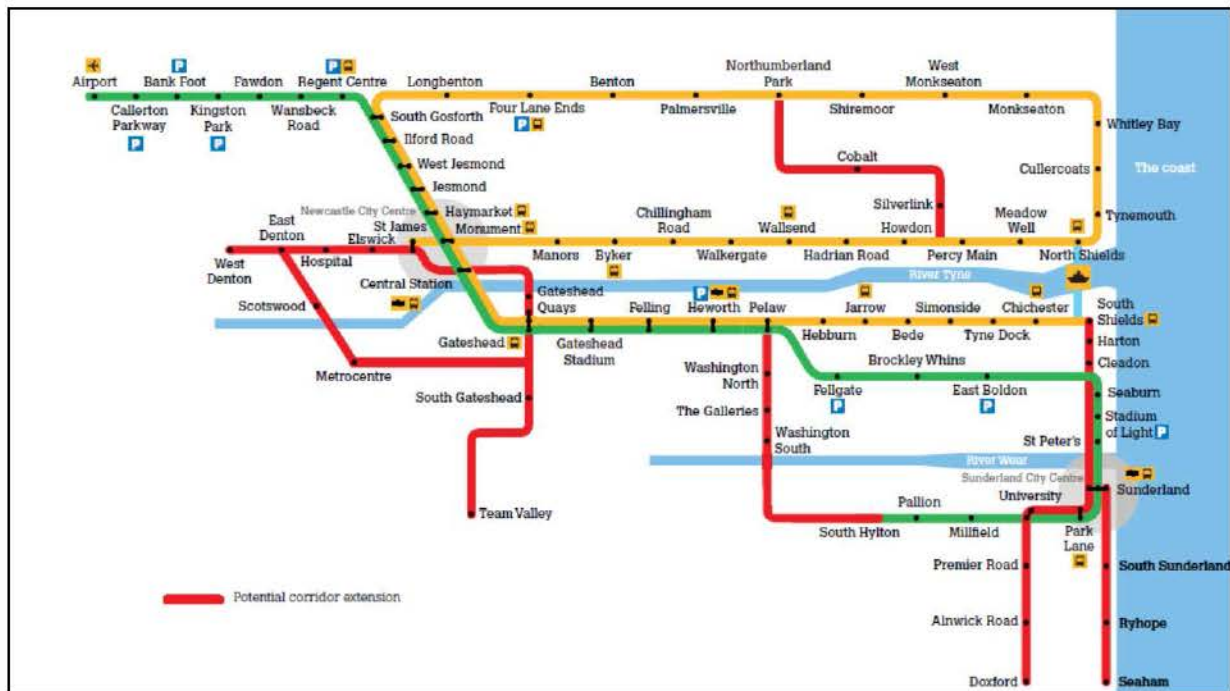 Airport
Bank Foot
Fawdon
Regent Centre
Callerton
Parkway
Kingston
Park
Wansbeck
Road
Longbenton
Four Lane Ends
Benton
Palmersville
Northumberland
Park
Shiremoor
West
Monkseaton
Monkseaton
South Gosforth
Ilford Road
West Jesmond
Jesmond
Newcastle City Centre
Haymarket
Monument
Whitley Bay
Cullercoats
The coast
Tynemouth
Cobalt
Silverlink
East
Denton
St James
Elswick
West
Denton
Hospital
Scotswood
Central Station
Metrocentre
Manors
Byker
Chillingham
Road
Walkergate
Wallsend
Hadrian Road
Howdon
Percy Main
Meadow
Well
North Shields
River Tyne
Gateshead
Quays
Gateshead
Gateshead
Stadium
Felling
Heworth
Pelaw
Hebburn
Jarrow
Bede
Simonside
Tyne Dock
Chichester
South
Shields
Harton
Cleadon
South Gateshead
Team Valley
Washington
North
The Galleries
Washington
South
Fellgate
Brockley Whins
East Boldon
Seaburn
Stadium
of Light
St Peter's
River Wear
Sunderland City Centre
Sunderland
University
Park
Lane
Pallion
Millfield
South Hylton
Premier Road
Alnwick Road
Doxford
South Sunderland
Ryhope
Seaham
Potential corridor extension
P
P
P
P
P
P
P
P
P